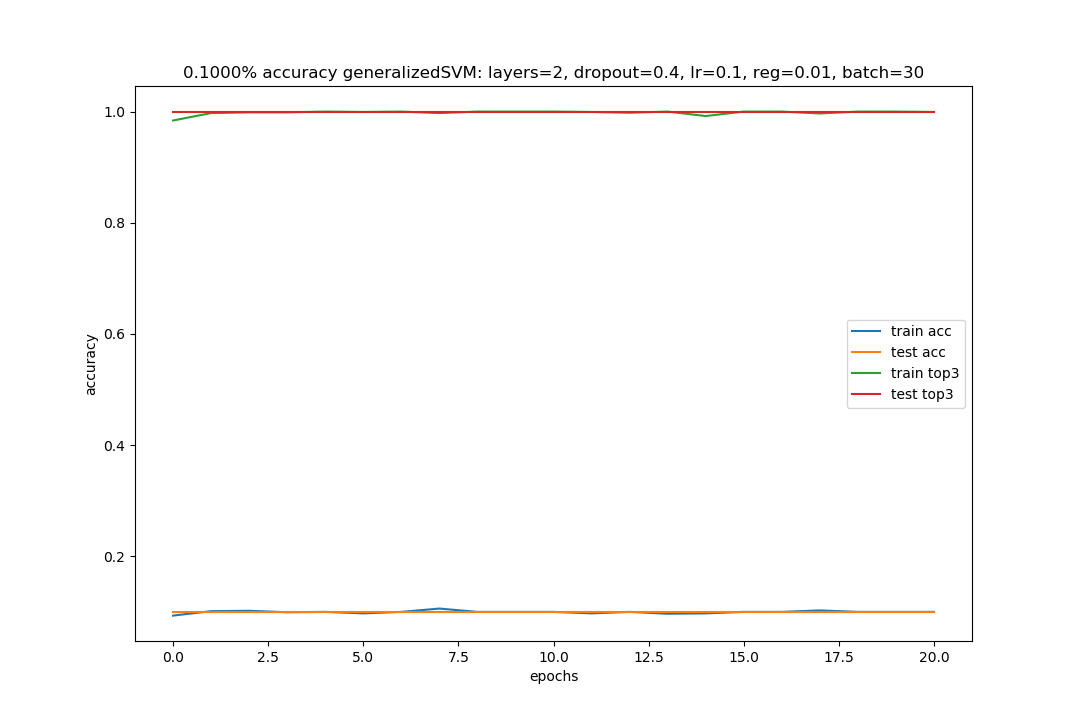 0.1000% accuracy generalizedSVM: layers=2, dropout=0.4, lr=0.1, reg=0.01, batch=30
1.0
0.8
0.6
0.4
0.2
accuracy
train acc
test acc
train top3
test top3
0.0 2.5 5.0 7.5 10.0 12.5 15.0 17.5 20.0
epochs